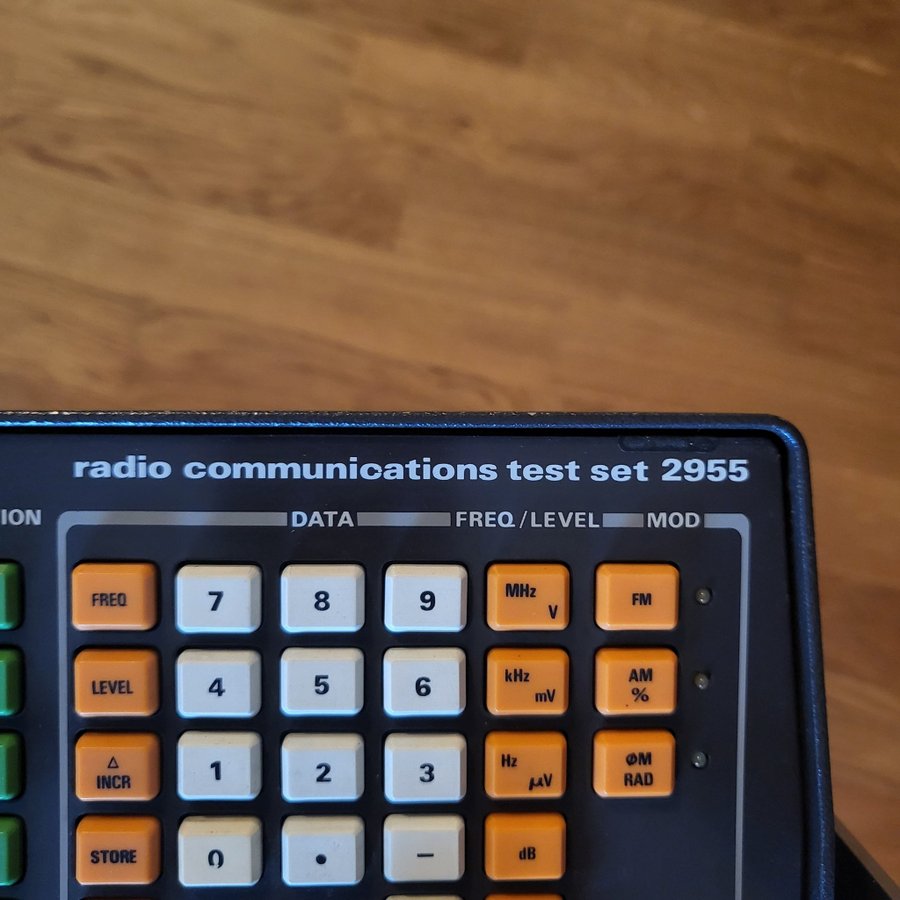 radio communications test set 2955
ION DATA FREQ/LEVEL MOD
FREQ 7 8 9 MHz V FM
LEVEL 4 5 6 kHz mV AM %
Δ INCR 1 2 3 Hz µV ØM RAD
STORE 0 • – dB